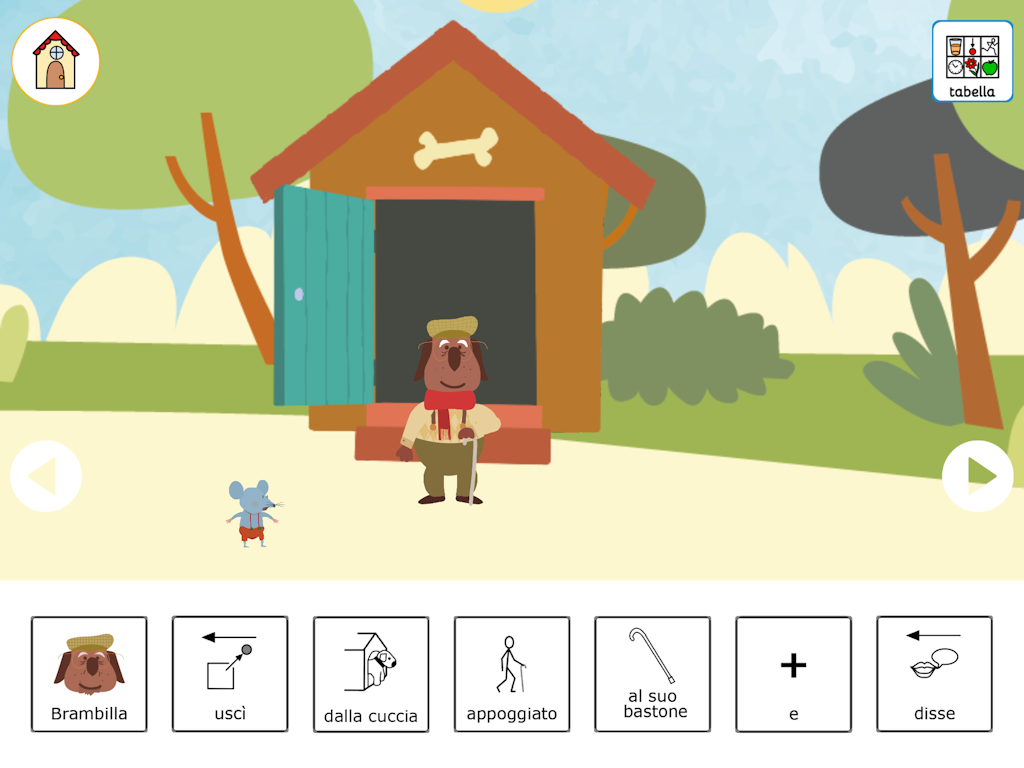 tabella
Brambilla
uscì
dalla cuccia
appoggiato
al suo
bastone
e
disse